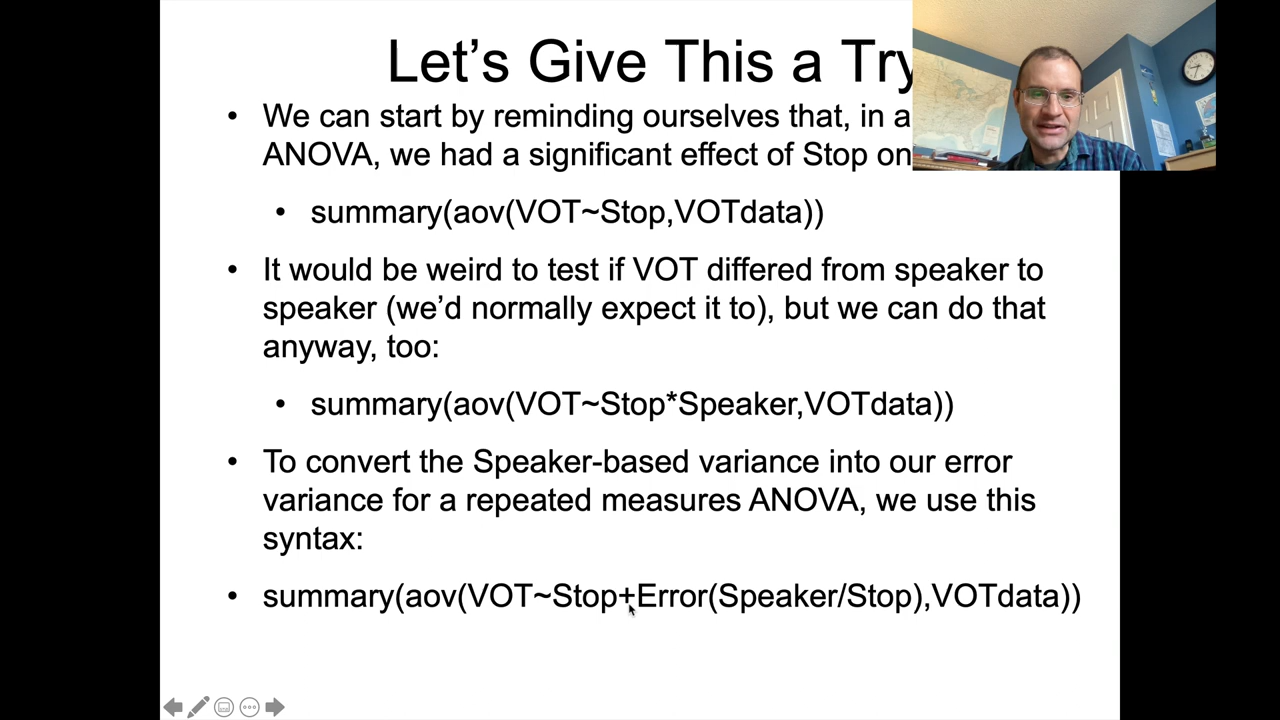 Let's Give This a Try
• We can start by reminding ourselves that, in a
ANOVA, we had a significant effect of Stop on
• summary(aov(VOT~Stop,VOTdata))
• It would be weird to test if VOT differed from speaker to
speaker (we'd normally expect it to), but we can do that
anyway, too:
• summary(aov(VOT~Stop*Speaker,VOTdata))
• To convert the Speaker-based variance into our error
variance for a repeated measures ANOVA, we use this
syntax:
• summary(aov(VOT~Stop+Error(Speaker/Stop),VOTdata))